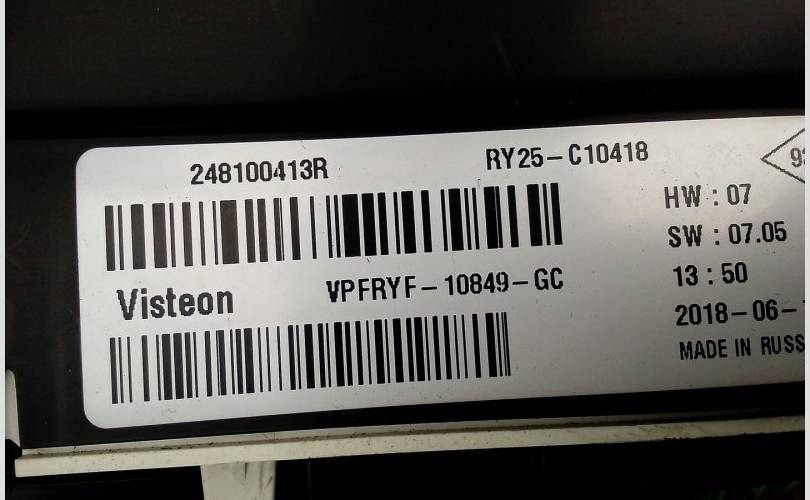 248100413R
RY25-C10418
HW : 07
SW : 07.05
Visteon
VPFRYF-10849-GC
13 : 50
2018-06-
MADE IN RUSS